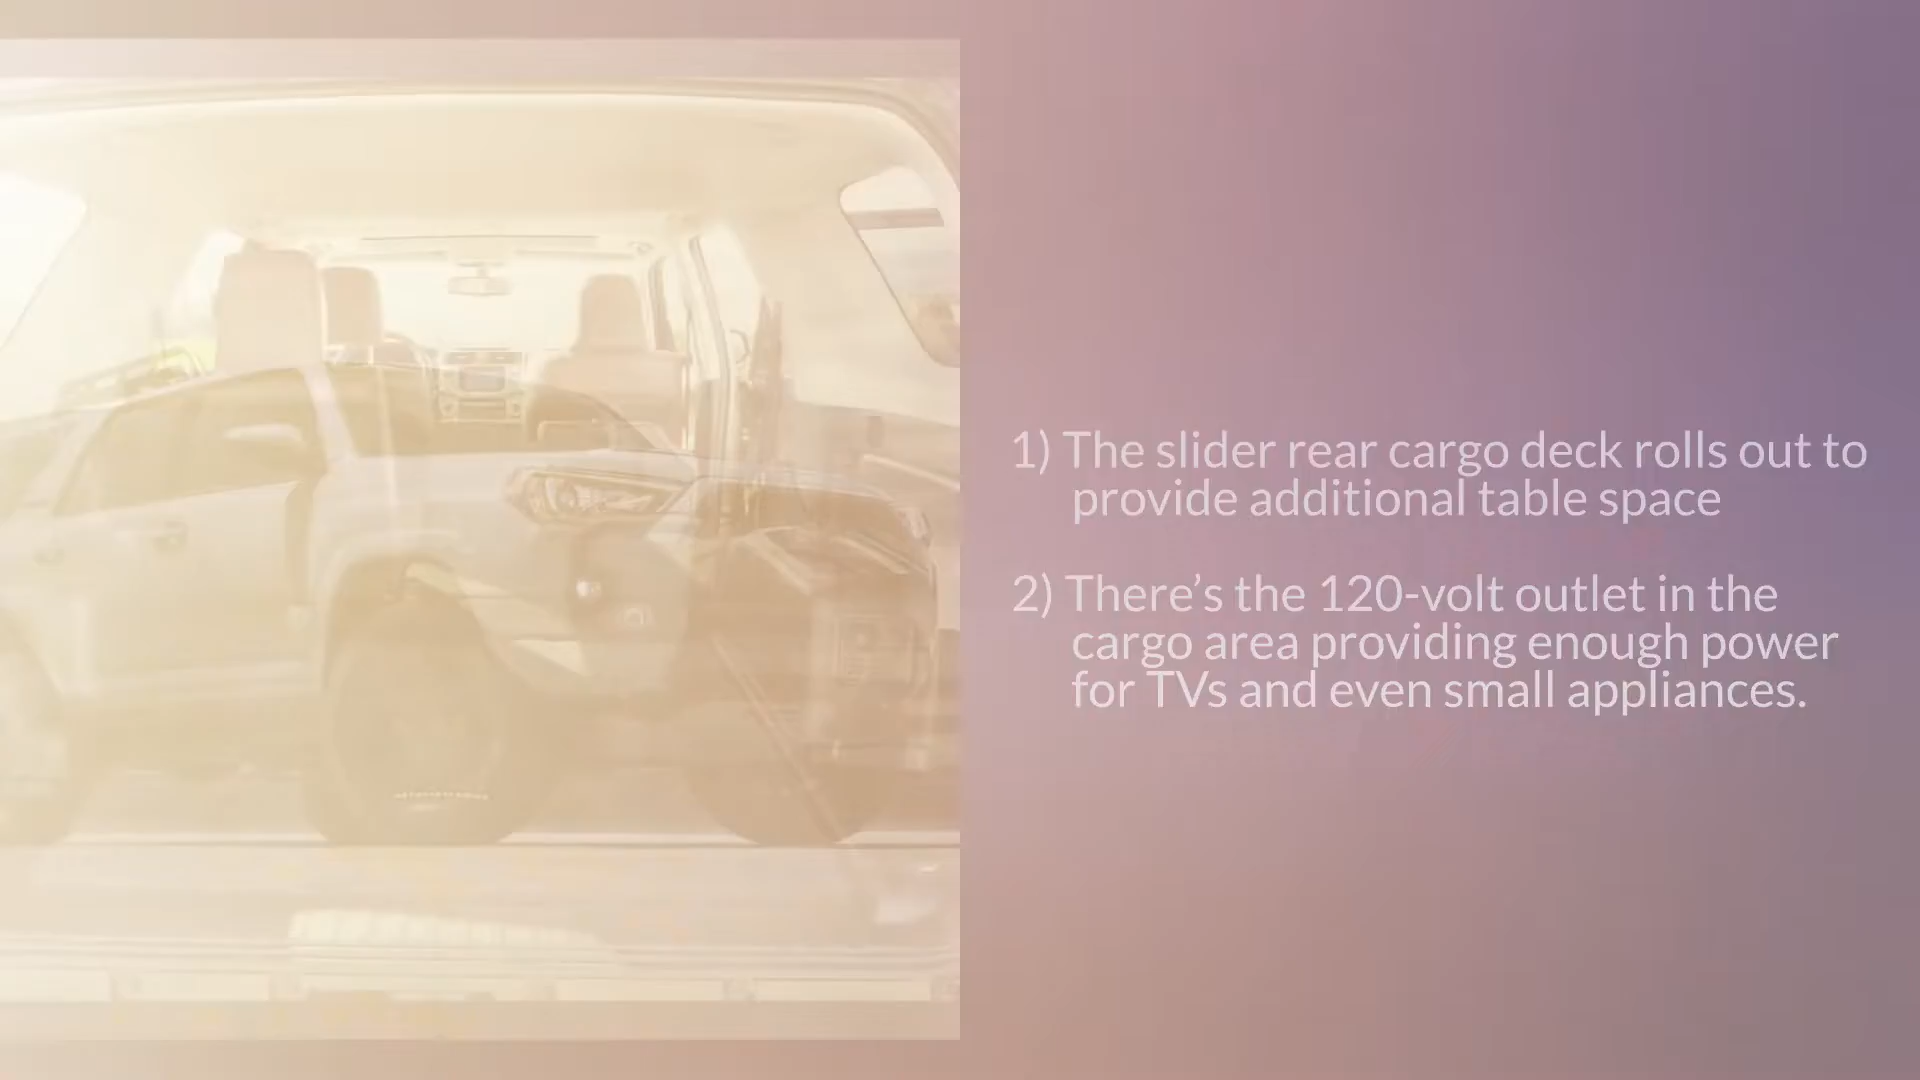 1) The slider rear cargo deck rolls out to
provide additional table space
2) There’s the 120-volt outlet in the
cargo area providing enough power
for TVs and even small appliances.